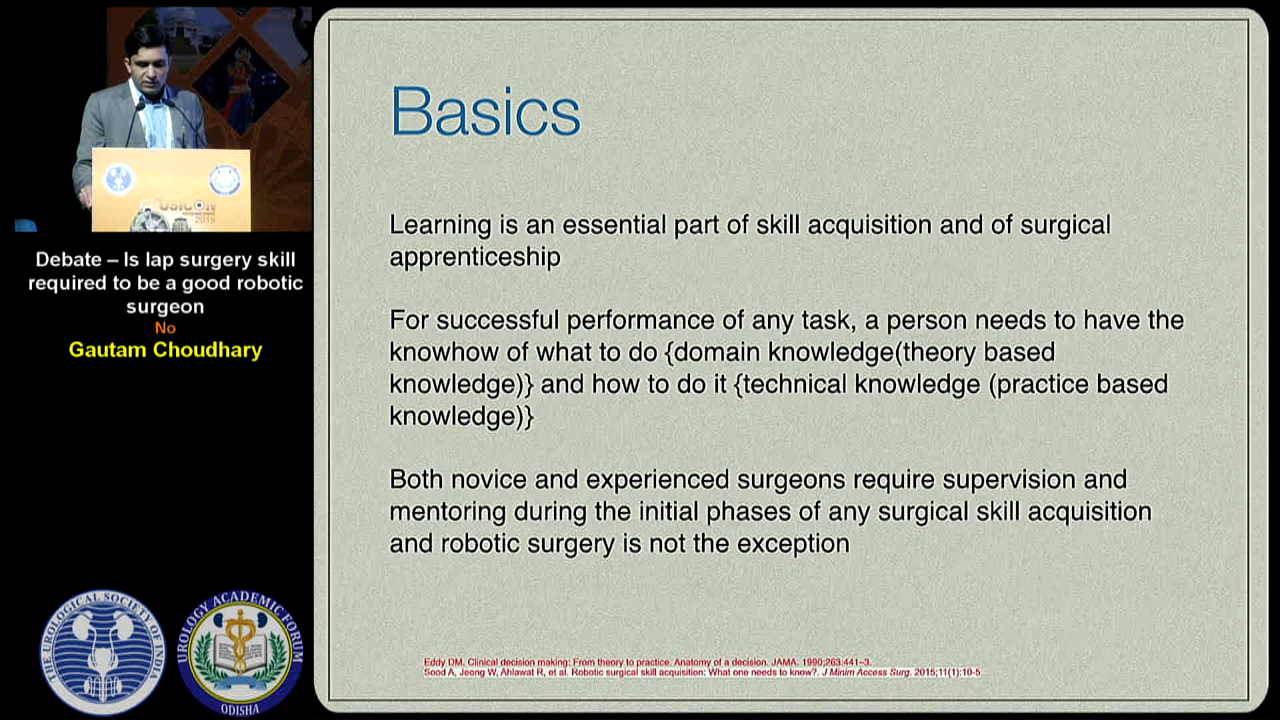 Basics
Learning is an essential part of skill acquisition and of surgical
apprenticeship
For successful performance of any task, a person needs to have the
knowhow of what to do {domain knowledge(theory based
knowledge)} and how to do it {technical knowledge (practice based
knowledge)}
Both novice and experienced surgeons require supervision and
mentoring during the initial phases of any surgical skill acquisition
and robotic surgery is not the exception
Eddy DM. Clinical decision making: From theory to practice. Anatomy of a decision. JAMA. 1990;263:441–3.
Sood A, Jeong W, Ahlawat R, et al. Robotic surgical skill acquisition: What one needs to know?. J Minim Access Surg. 2015;11(1):10-5
USICON
2019
Debate – Is lap surgery skill
required to be a good robotic
surgeon
No
Gautam Choudhary
THE UROLOGICAL SOCIETY OF INDIA
UROLOGY ACADEMIC FORUM
ODISHA